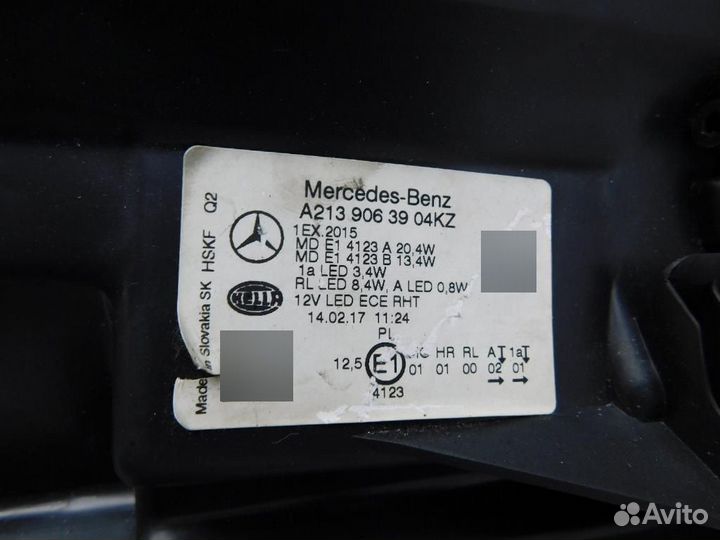 Mercedes-Benz
A213 906 39 04KZ
1EX.2015
MD E1 4123 A 20,4W
MD E1 4123 B 13,4W
1a LED 3,4W
RL LED 8,4W, A LED 0,8W
12V LED ECE RHT
14.02.17 11:24
PL
12,5 E1 HR RL A 1a
01 01 00 02 01
4123
HELLA
Made in Slovakia SK HSKF Q2
Avito